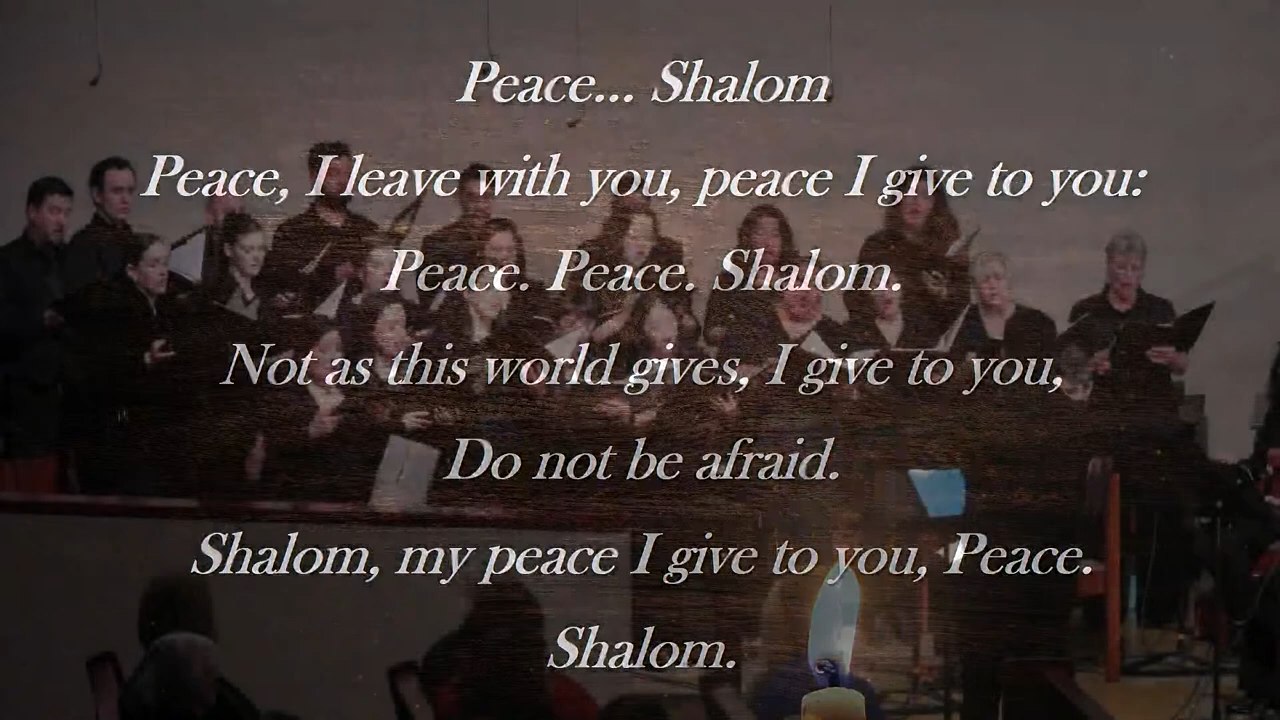 Peace... Shalom
Peace, I leave with you, peace I give to you:
Peace. Peace. Shalom.
Not as this world gives, I give to you,
Do not be afraid.
Shalom, my peace I give to you, Peace.
Shalom.